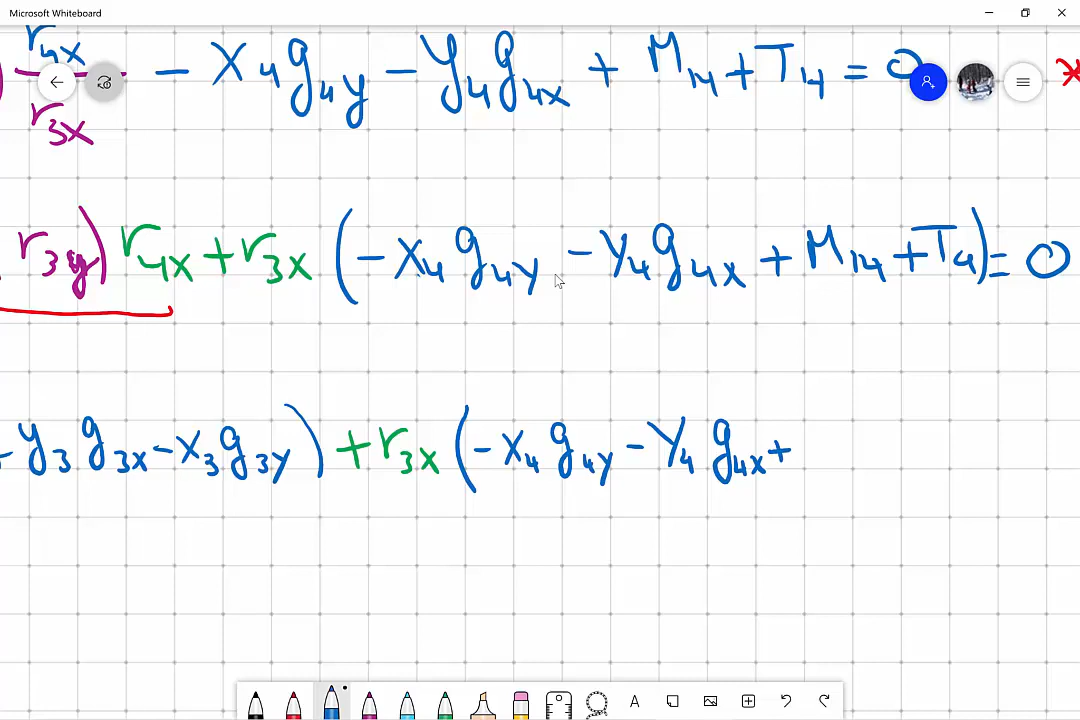 Microsoft Whiteboard
r4x
r3x
- X4 g4y - Y4 g4x + M14 + T4 = 0 *
r3y) r4x + r3x (- X4 g4y - Y4 g4x + M14 + T4) = 0
- y3 g3x - X3 g3y) + r3x (- X4 g4y - Y4 g4x +
A